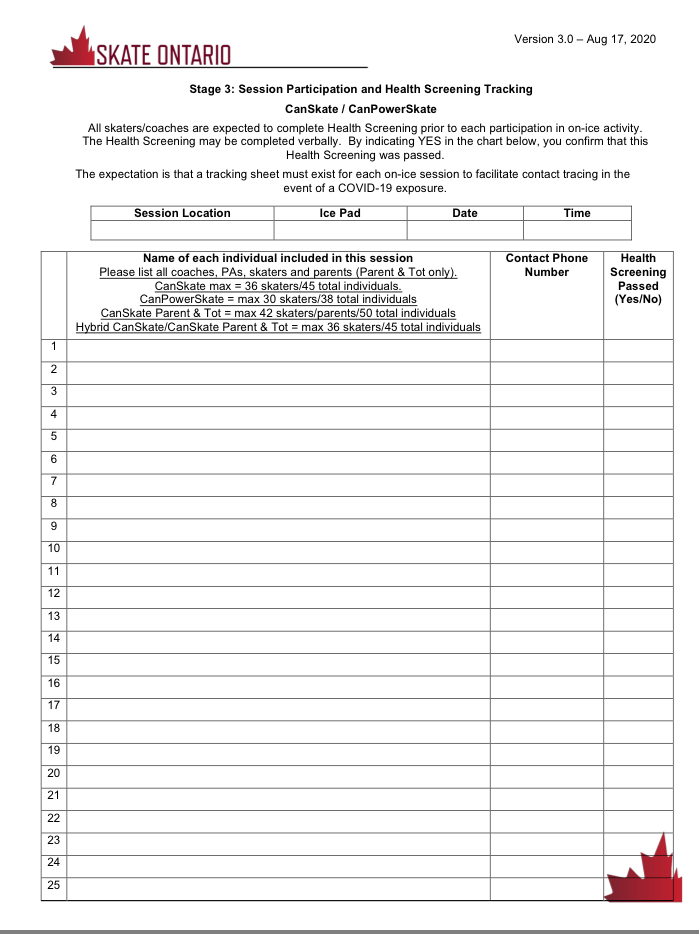 SKATE ONTARIO
Version 3.0 – Aug 17, 2020
Stage 3: Session Participation and Health Screening Tracking
CanSkate / CanPowerSkate
All skaters/coaches are expected to complete Health Screening prior to each participation in on-ice activity.
The Health Screening may be completed verbally.  By indicating YES in the chart below, you confirm that this
Health Screening was passed.
The expectation is that a tracking sheet must exist for each on-ice session to facilitate contact tracing in the
event of a COVID-19 exposure.
Session Location Ice Pad Date Time
Name of each individual included in this session
Please list all coaches, PAs, skaters and parents (Parent & Tot only).
CanSkate max = 36 skaters/45 total individuals.
CanPowerSkate = max 30 skaters/38 total individuals
CanSkate Parent & Tot = max 42 skaters/parents/50 total individuals
Hybrid CanSkate/CanSkate Parent & Tot = max 36 skaters/45 total individuals
Contact Phone
Number
Health
Screening
Passed
(Yes/No)
1
2
3
4
5
6
7
8
9
10
11
12
13
14
15
16
17
18
19
20
21
22
23
24
25